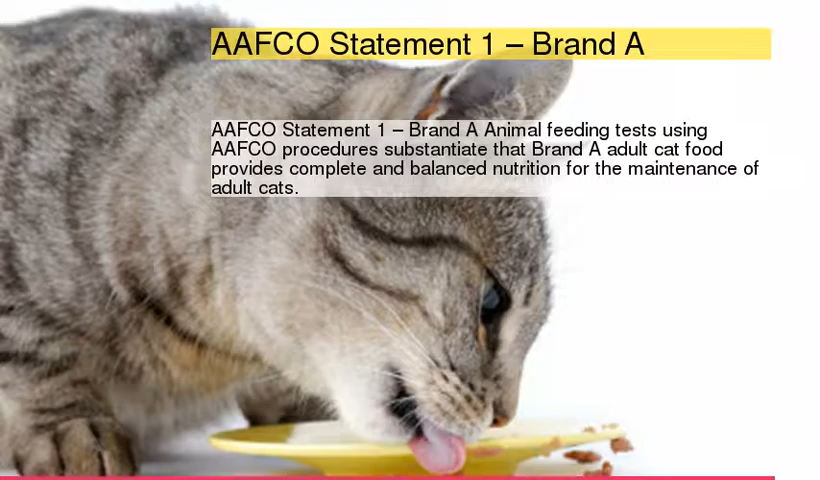 AAFCO Statement 1 – Brand A
AAFCO Statement 1 – Brand A Animal feeding tests using
AAFCO procedures substantiate that Brand A adult cat food
provides complete and balanced nutrition for the maintenance of
adult cats.